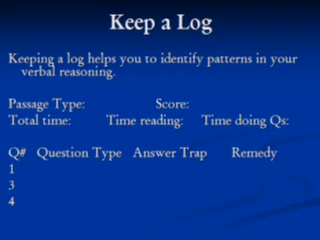 Keep a Log
Keeping a log helps you to identify patterns in your
verbal reasoning.
Passage Type: Score:
Total time: Time reading: Time doing Qs:
Q# Question Type Answer Trap Remedy
1
3
4